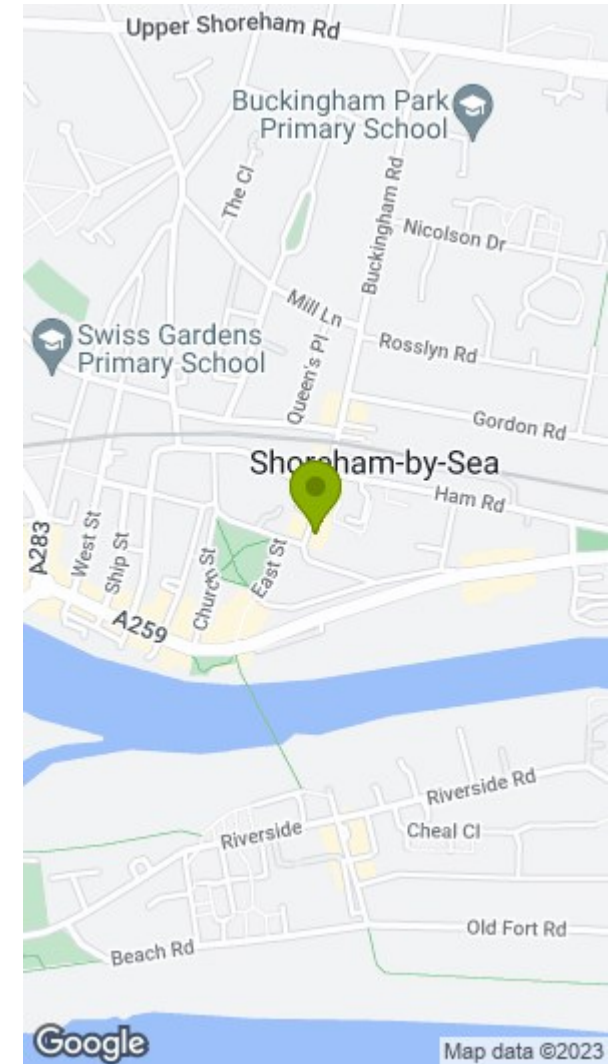 Upper Shoreham Rd
Buckingham Park
Primary School
The Cl
Buckingham Rd
Nicolson Dr
Mill Ln
Swiss Gardens
Primary School
Queen's Pl
Rosslyn Rd
Gordon Rd
Shoreham-by-Sea
Ham Rd
A283
West St
Ship St
Church St
East St
A259
Riverside Rd
Riverside
Cheal Cl
Old Fort Rd
Beach Rd
Google
Map data ©2023